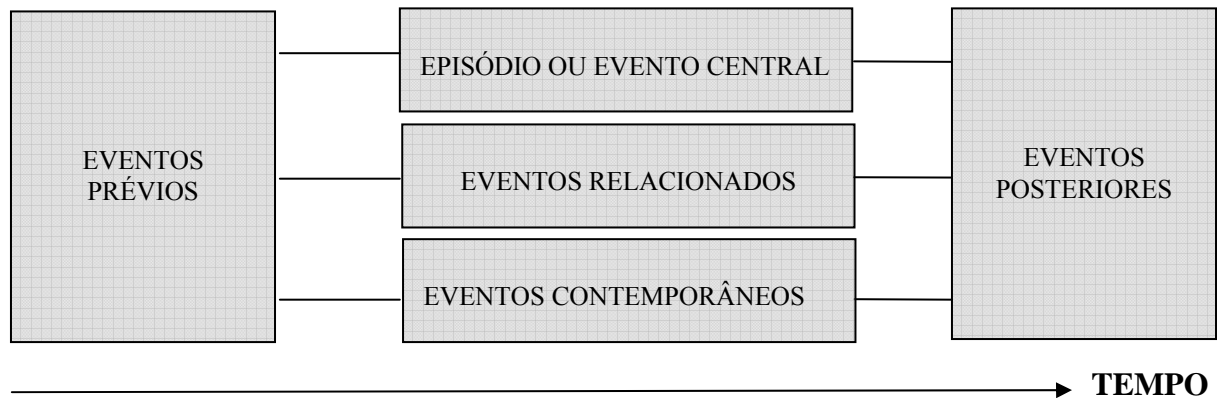 EVENTOS
PRÉVIOS
EPISÓDIO OU EVENTO CENTRAL
EVENTOS RELACIONADOS
EVENTOS CONTEMPORÂNEOS
EVENTOS
POSTERIORES
TEMPO